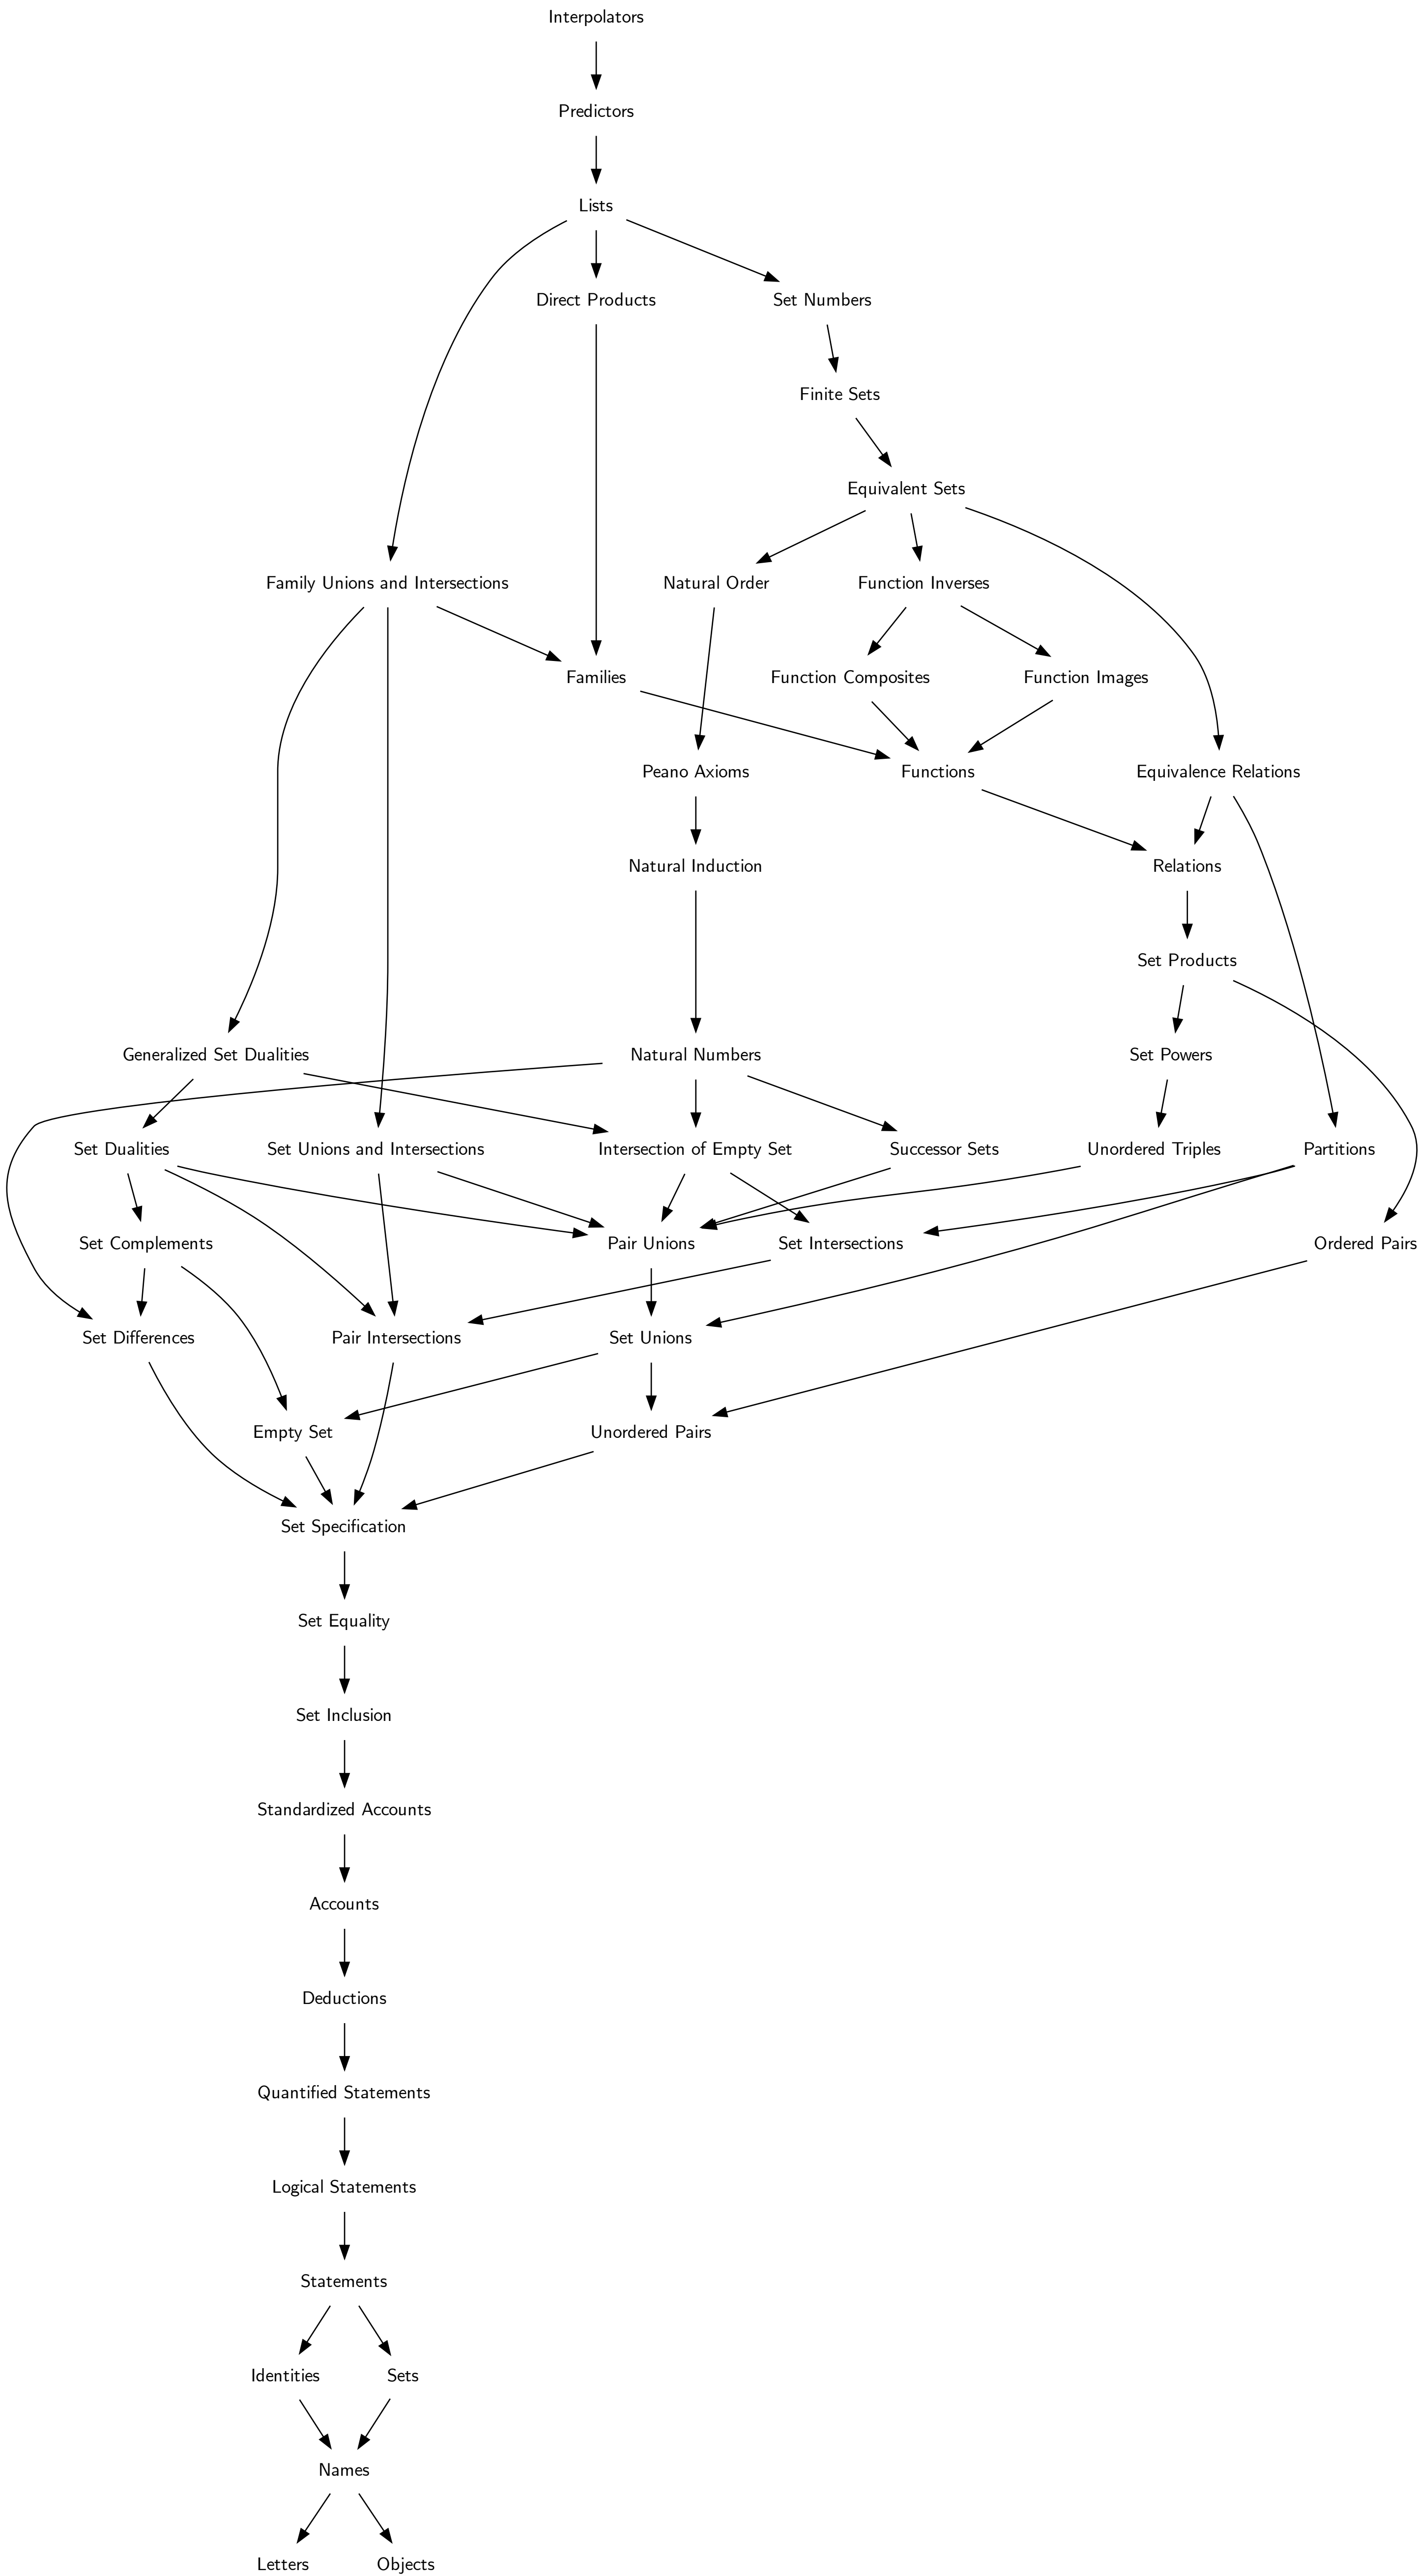 Interpolators
Predictors
Lists
Direct Products
Set Numbers
Finite Sets
Equivalent Sets
Family Unions and Intersections
Natural Order
Function Inverses
Families
Function Composites
Function Images
Peano Axioms
Functions
Equivalence Relations
Natural Induction
Relations
Set Products
Generalized Set Dualities
Natural Numbers
Set Powers
Set Dualities
Set Unions and Intersections
Intersection of Empty Set
Successor Sets
Unordered Triples
Partitions
Set Complements
Pair Unions
Set Intersections
Ordered Pairs
Set Differences
Pair Intersections
Set Unions
Empty Set
Unordered Pairs
Set Specification
Set Equality
Set Inclusion
Standardized Accounts
Accounts
Deductions
Quantified Statements
Logical Statements
Statements
Identities
Sets
Names
Letters
Objects